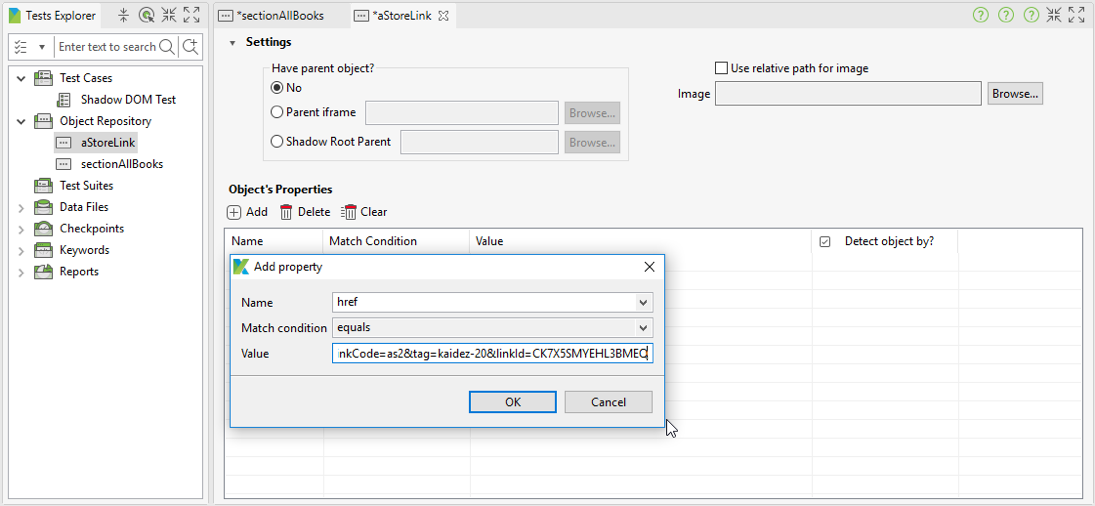 Tests Explorer
Enter text to search
Test Cases
Shadow DOM Test
Object Repository
aStoreLink
sectionAllBooks
Test Suites
Data Files
Checkpoints
Keywords
Reports
*sectionAllBooks
*aStoreLink
Settings
Have parent object?
No
Parent iframe
Browse...
Shadow Root Parent
Browse...
Use relative path for image
Image
Browse...
Object's Properties
Add
Delete
Clear
Name Match Condition Value Detect object by?
Add property
Name href
Match condition equals
Value nkCode=as2&tag=kaidez-20&linkId=CK7X5SMYEHL3BMEO
OK Cancel